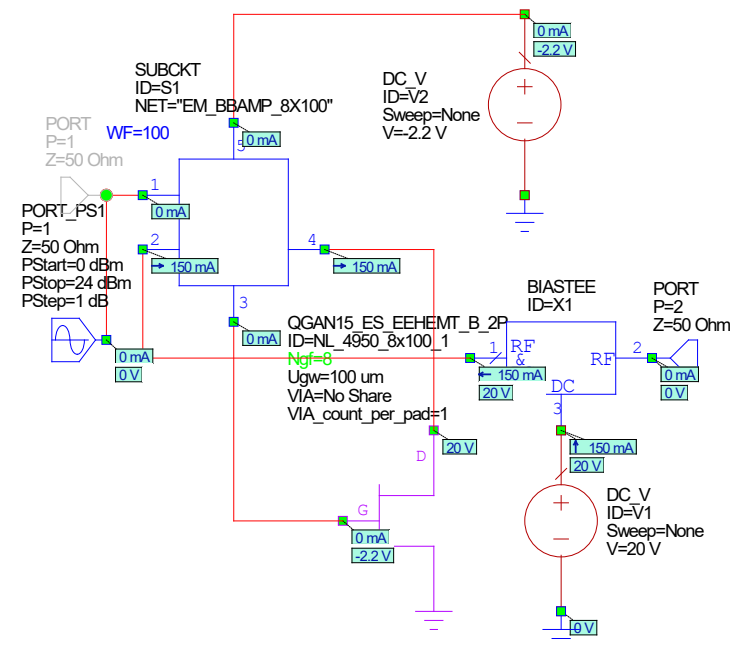 0 mA
-2.2 V
SUBCKT
ID=S1
NET="EM_BBAMP_8X100"
DC_V
ID=V2
Sweep=None
V=-2.2 V
PORT
P=1
Z=50 Ohm
WF=100
0 mA
5
1
0 mA
PORT_PS1
P=1
Z=50 Ohm
PStart=0 dBm
PStop=24 dBm
PStep=1 dB
2
150 mA
4
150 mA
3
0 mA
0 mA
0 V
QGAN15_ES_EEHEMT_B_2P
ID=NL_4950_8x100_1
Ngf=8
Ugw=100 um
VIA=No Share
VIA_count_per_pad=1
BIASTEE
ID=X1
PORT
P=2
Z=50 Ohm
1
RF
&
RF
2
DC
3
150 mA
20 V
0 mA
0 V
20 V
D
150 mA
20 V
G
0 mA
-2.2 V
DC_V
ID=V1
Sweep=None
V=20 V
0 V